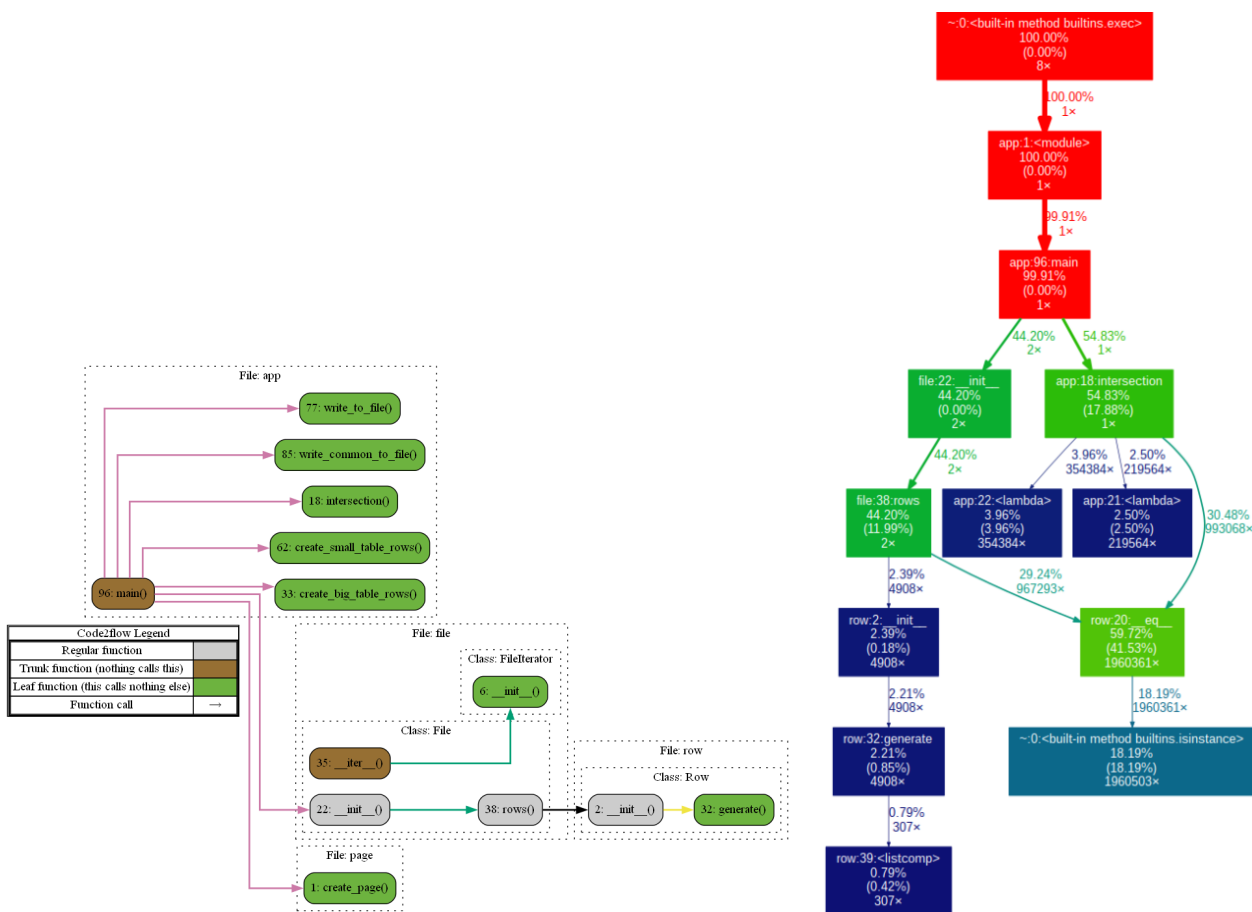 File: app
77: write_to_file()
85: write_common_to_file()
18: intersection()
62: create_small_table_rows()
96: main()
33: create_big_table_rows()
Code2flow Legend
Regular function
Trunk function (nothing calls this)
Leaf function (this calls nothing else)
Function call →
File: file
Class: FileIterator
6: __init__()
Class: File
35: __iter__()
22: __init__()
38: rows()
File: row
Class: Row
2: __init__()
32: generate()
File: page
1: create_page()
~:0:<built-in method builtins.exec>
100.00%
(0.00%)
8×
100.00%
1×
app:1:<module>
100.00%
(0.00%)
1×
99.91%
1×
app:96:main
99.91%
(0.00%)
1×
44.20%
2×
54.83%
1×
file:22:__init__
44.20%
(0.00%)
2×
app:18:intersection
54.83%
(17.88%)
1×
44.20%
2×
3.96%
354384×
2.50%
219564×
30.48%
993068×
file:38:rows
44.20%
(11.99%)
2×
app:22:<lambda>
3.96%
(3.96%)
354384×
app:21:<lambda>
2.50%
(2.50%)
219564×
2.39%
4908×
29.24%
967293×
row:2:__init__
2.39%
(0.18%)
4908×
row:20:__eq__
59.72%
(41.53%)
1960361×
2.21%
4908×
18.19%
1960361×
row:32:generate
2.21%
(0.85%)
4908×
~:0:<built-in method builtins.isinstance>
18.19%
(18.19%)
1960503×
0.79%
307×
row:39:<listcomp>
0.79%
(0.42%)
307×